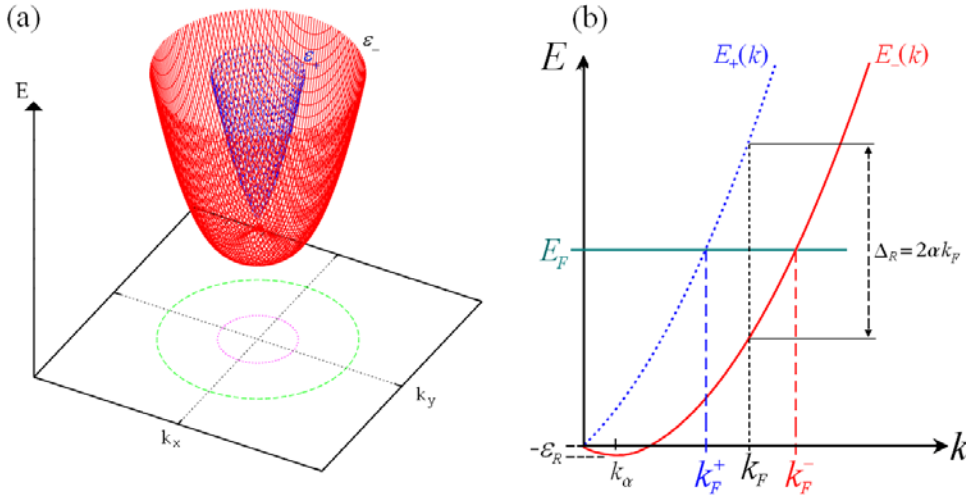 (a)
E
ε₋
ε₊
kₓ
k_y
(b)
E
E₊(k)
E₋(k)
E_F
Δ_R = 2αk_F
-ε_R
k_α
k_F⁺
k_F
k_F⁻
k